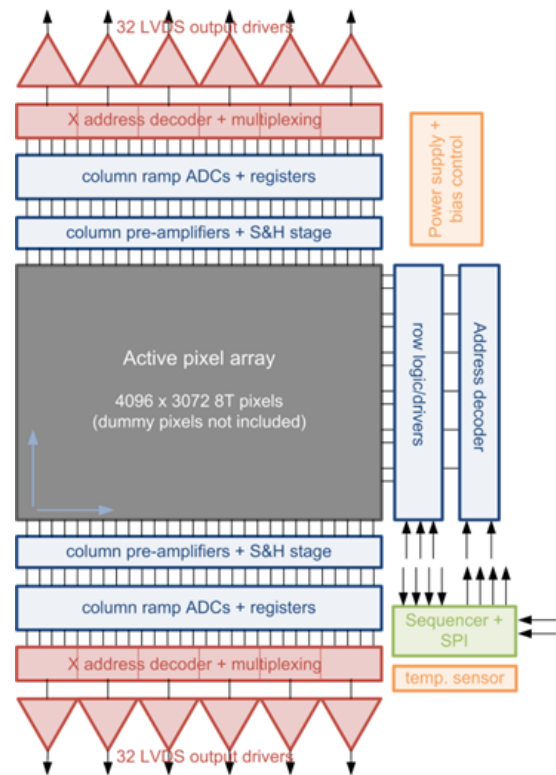 32 LVDS output drivers
X address decoder + multiplexing
column ramp ADCs + registers
column pre-amplifiers + S&H stage
Power supply +
bias control
Active pixel array
4096 x 3072 8T pixels
(dummy pixels not included)
row logic/drivers
Address decoder
column pre-amplifiers + S&H stage
column ramp ADCs + registers
X address decoder + multiplexing
32 LVDS output drivers
Sequencer +
SPI
temp. sensor